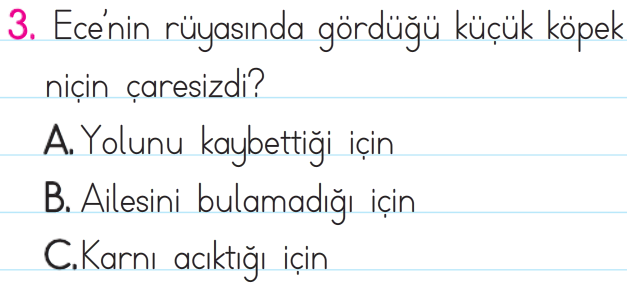 3. Ece'nin rüyasında gördüğü küçük köpek
niçin çaresizdi?
A. Yolunu kaybettiği için
B. Ailesini bulamadığı için
C. Karnı acıktığı için